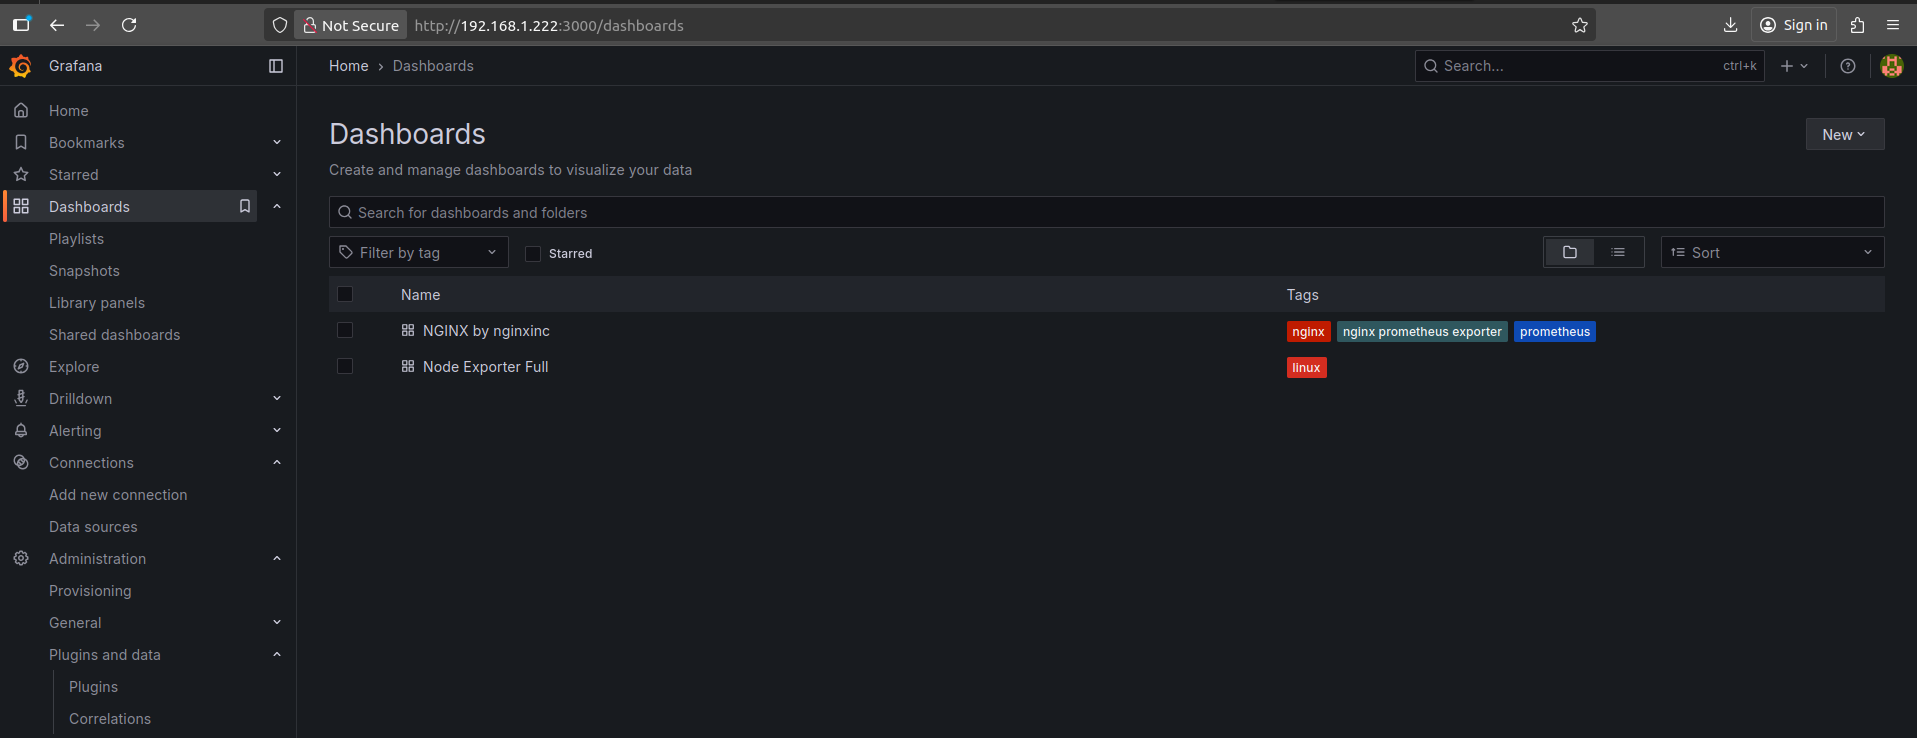 Not Secure http://192.168.1.222:3000/dashboards Sign in
Grafana
Home › Dashboards
Search... ctrl+k
Home
Bookmarks
Starred
Dashboards
Playlists
Snapshots
Library panels
Shared dashboards
Explore
Drilldown
Alerting
Connections
Add new connection
Data sources
Administration
Provisioning
General
Plugins and data
Plugins
Correlations
Dashboards
New
Create and manage dashboards to visualize your data
Search for dashboards and folders
Filter by tag Starred Sort
Name Tags
NGINX by nginxinc nginx nginx prometheus exporter prometheus
Node Exporter Full linux